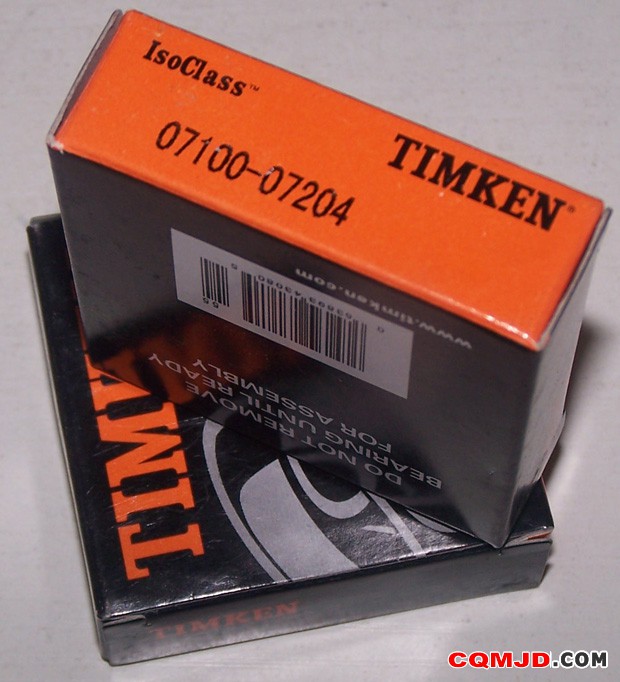 IsoClass™
TIMKEN®
07100-07204
www.timken.com
DO NOT REMOVE
BEARING UNTIL READY
FOR ASSEMBLY
TIMK
TIMKEN
CQMJD.COM